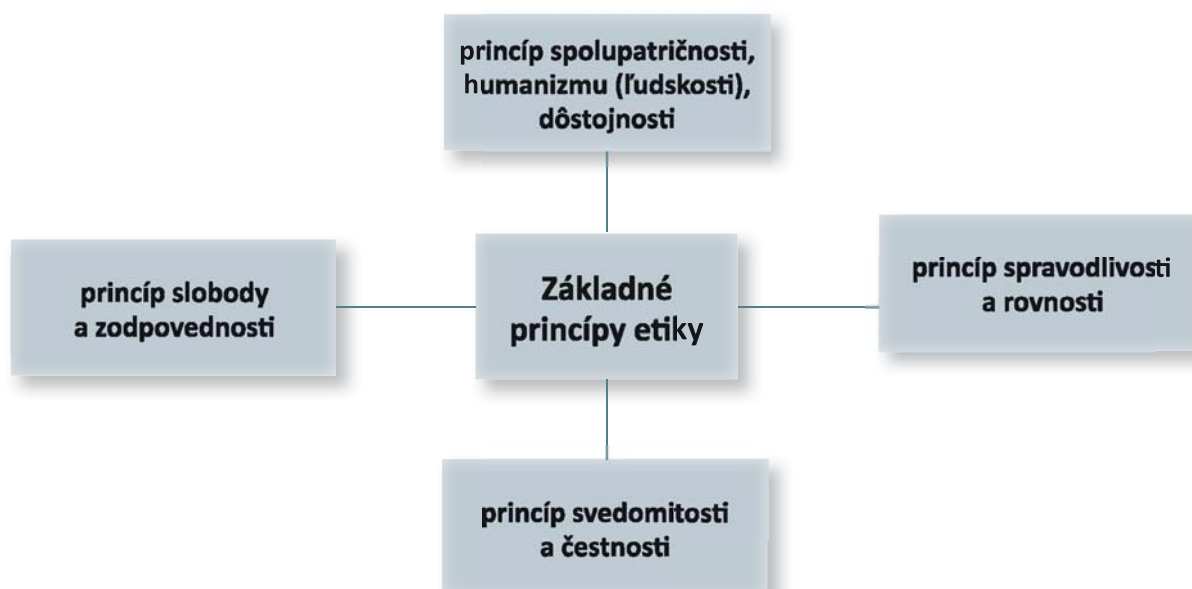 princíp spolupatričnosti,
humanizmu (ľudskosti),
dôstojnosti
princíp slobody
a zodpovednosti
Základné
princípy etiky
princíp spravodlivosti
a rovnosti
princíp svedomitosti
a čestnosti